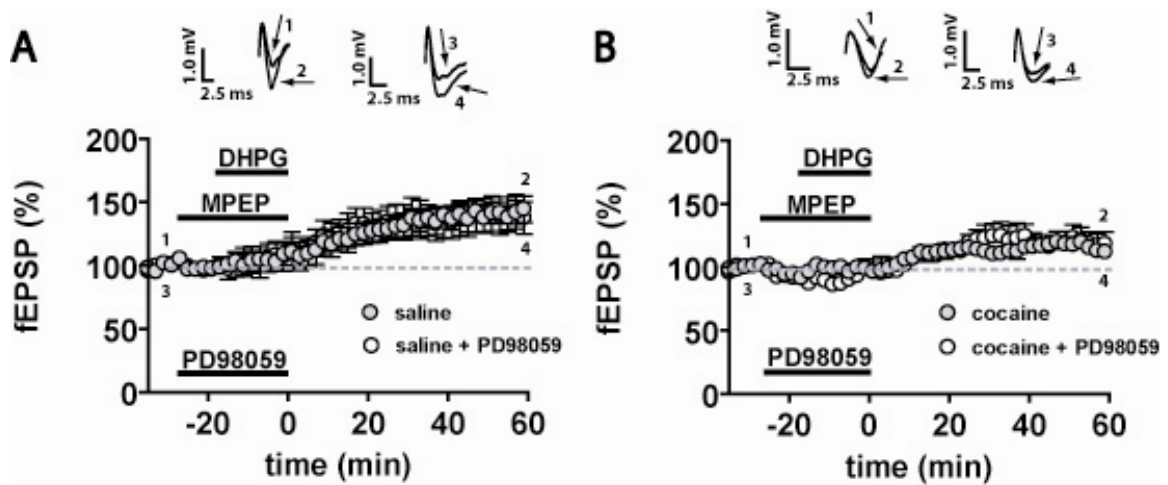 A
1.0 mV
2.5 ms
1
2
1.0 mV
2.5 ms
3
4
fEPSP (%)
200
150
100
50
0
DHPG
MPEP
1
3
2
4
saline
saline + PD98059
PD98059
-20
0
20
40
60
time (min)
B
1.0 mV
2.5 ms
1
2
1.0 mV
2.5 ms
3
4
fEPSP (%)
200
150
100
50
0
DHPG
MPEP
1
3
2
4
cocaine
cocaine + PD98059
PD98059
-20
0
20
40
60
time (min)